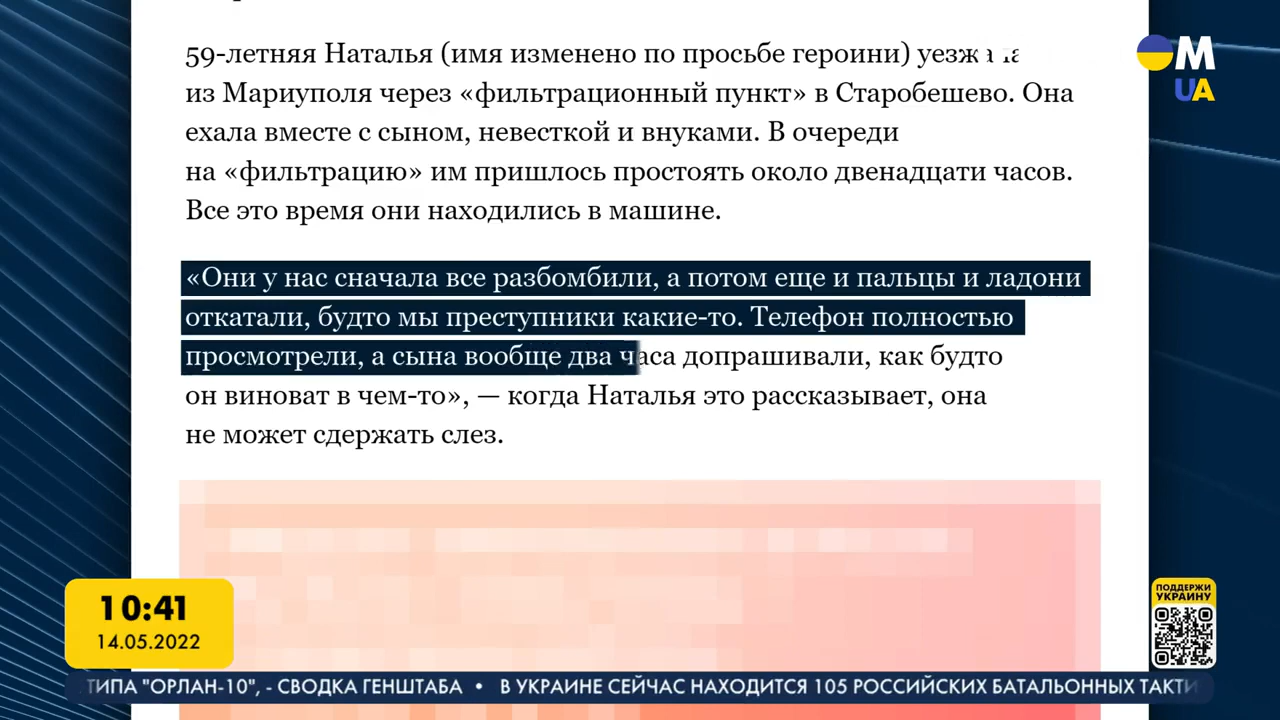 59-летняя Наталья (имя изменено по просьбе героини)
из Мариуполя через «фильтрационный пункт» в Старобешево. Она
ехала вместе с сыном, невесткой и внуками. В очереди
на «фильтрацию» им пришлось простоять около двенадцати часов.
Все это время они находились в машине.
«Они у нас сначала все разбомбили, а потом еще и пальцы и ладони
откатали, будто мы преступники какие-то. Телефон полностью
просмотрели, а сына вообще два часа допрашивали, как будто
он виноват в чем-то», — когда Наталья это рассказывает, она
не может сдержать слез.
М
UA
10:41
14.05.2022
ПОДДЕРЖИ
УКРАИНУ
ТИПА "ОРЛАН-10", - СВОДКА ГЕНШТАБА • В УКРАИНЕ СЕЙЧАС НАХОДИТСЯ 105 РОССИЙСКИХ БАТАЛЬОННЫХ